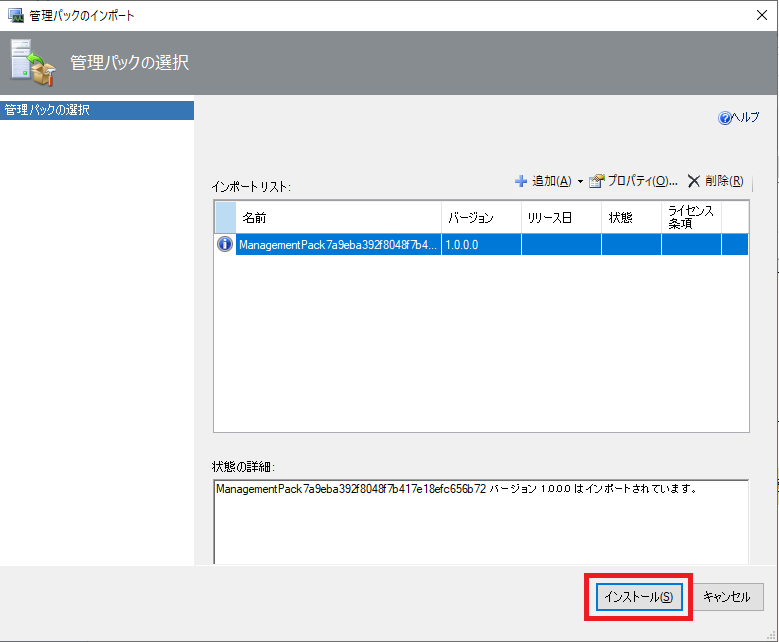 管理パックのインポート
管理パックの選択
管理パックの選択
ヘルプ
インポートリスト:
追加(A)
プロパティ(O)...
削除(R)
名前
バージョン
リリース日
状態
ライセンス
条項
ManagementPack7a9eba392f8048f7b4...
1.0.0.0
状態の詳細:
ManagementPack7a9eba392f8048f7b417e18efc656b72 バージョン 1.0.0.0 はインポートされています。
インストール(S)
キャンセル